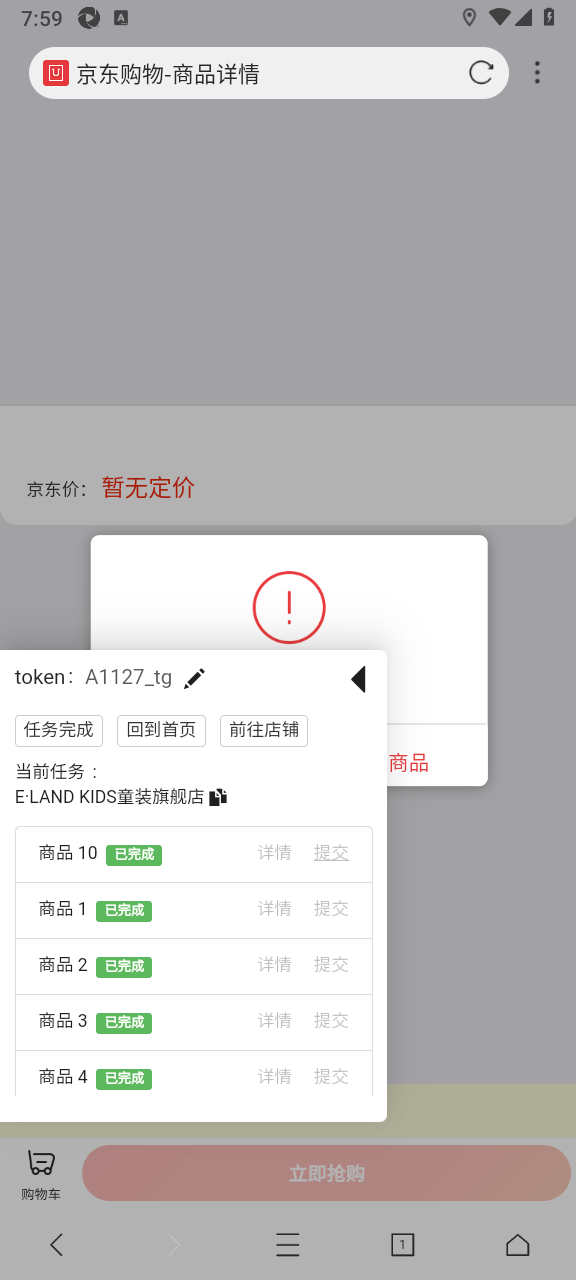 7:59
A
京东购物-商品详情
京东价： 暂无定价
token： A1127_tg
任务完成 回到首页 前往店铺
商品
当前任务 ：
E·LAND KIDS童装旗舰店
商品 10 已完成 详情 提交
商品 1 已完成 详情 提交
商品 2 已完成 详情 提交
商品 3 已完成 详情 提交
商品 4 已完成 详情 提交
立即抢购
购物车
1